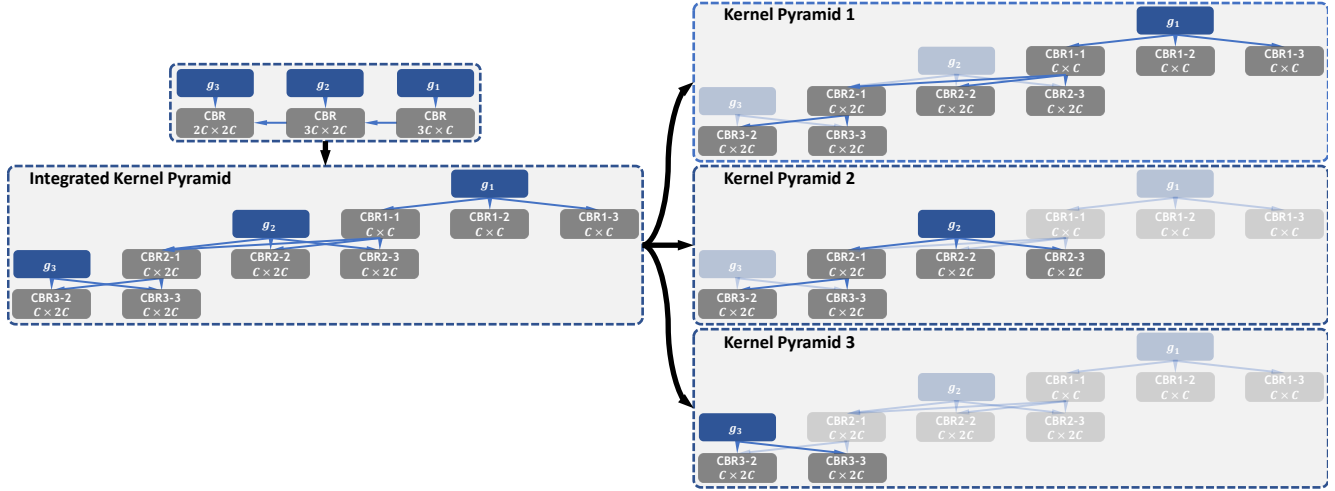 g₃ g₂ g₁
CBR CBR CBR
2C × 2C 3C × 2C 3C × C
Integrated Kernel Pyramid
g₁
CBR1-1 CBR1-2 CBR1-3
C × C C × C C × C
g₂
CBR2-1 CBR2-2 CBR2-3
C × 2C C × 2C C × 2C
g₃
CBR3-2 CBR3-3
C × 2C C × 2C
Kernel Pyramid 1
g₁
CBR1-1 CBR1-2 CBR1-3
C × C C × C C × C
g₂
CBR2-1 CBR2-2 CBR2-3
C × 2C C × 2C C × 2C
g₃
CBR3-2 CBR3-3
C × 2C C × 2C
Kernel Pyramid 2
g₁
CBR1-1 CBR1-2 CBR1-3
C × C C × C C × C
g₂
CBR2-1 CBR2-2 CBR2-3
C × 2C C × 2C C × 2C
g₃
CBR3-2 CBR3-3
C × 2C C × 2C
Kernel Pyramid 3
g₁
CBR1-1 CBR1-2 CBR1-3
C × C C × C C × C
g₂
CBR2-1 CBR2-2 CBR2-3
C × 2C C × 2C C × 2C
g₃
CBR3-2 CBR3-3
C × 2C C × 2C